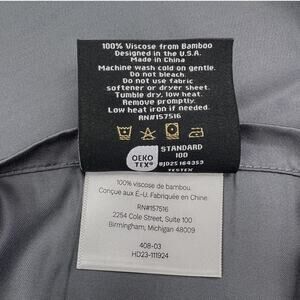 100% Viscose from Bamboo
Designed in the U.S.A.
Made in China
Machine wash cold on gentle.
Do not bleach.
Do not use fabric
softener or dryer sheet.
Tumble dry, low heat.
Remove promptly.
Low heat iron if needed.
RN#157516
OEKO
TEX®
STANDARD
100
#J025 164353
TESTEX
100% viscose de bambou.
Conçue aux É.U. Fabriquée en Chine
RN#157516
2254 Cole Street, Suite 100
Birmingham, Michigan 48009
408-03
HD23-111924